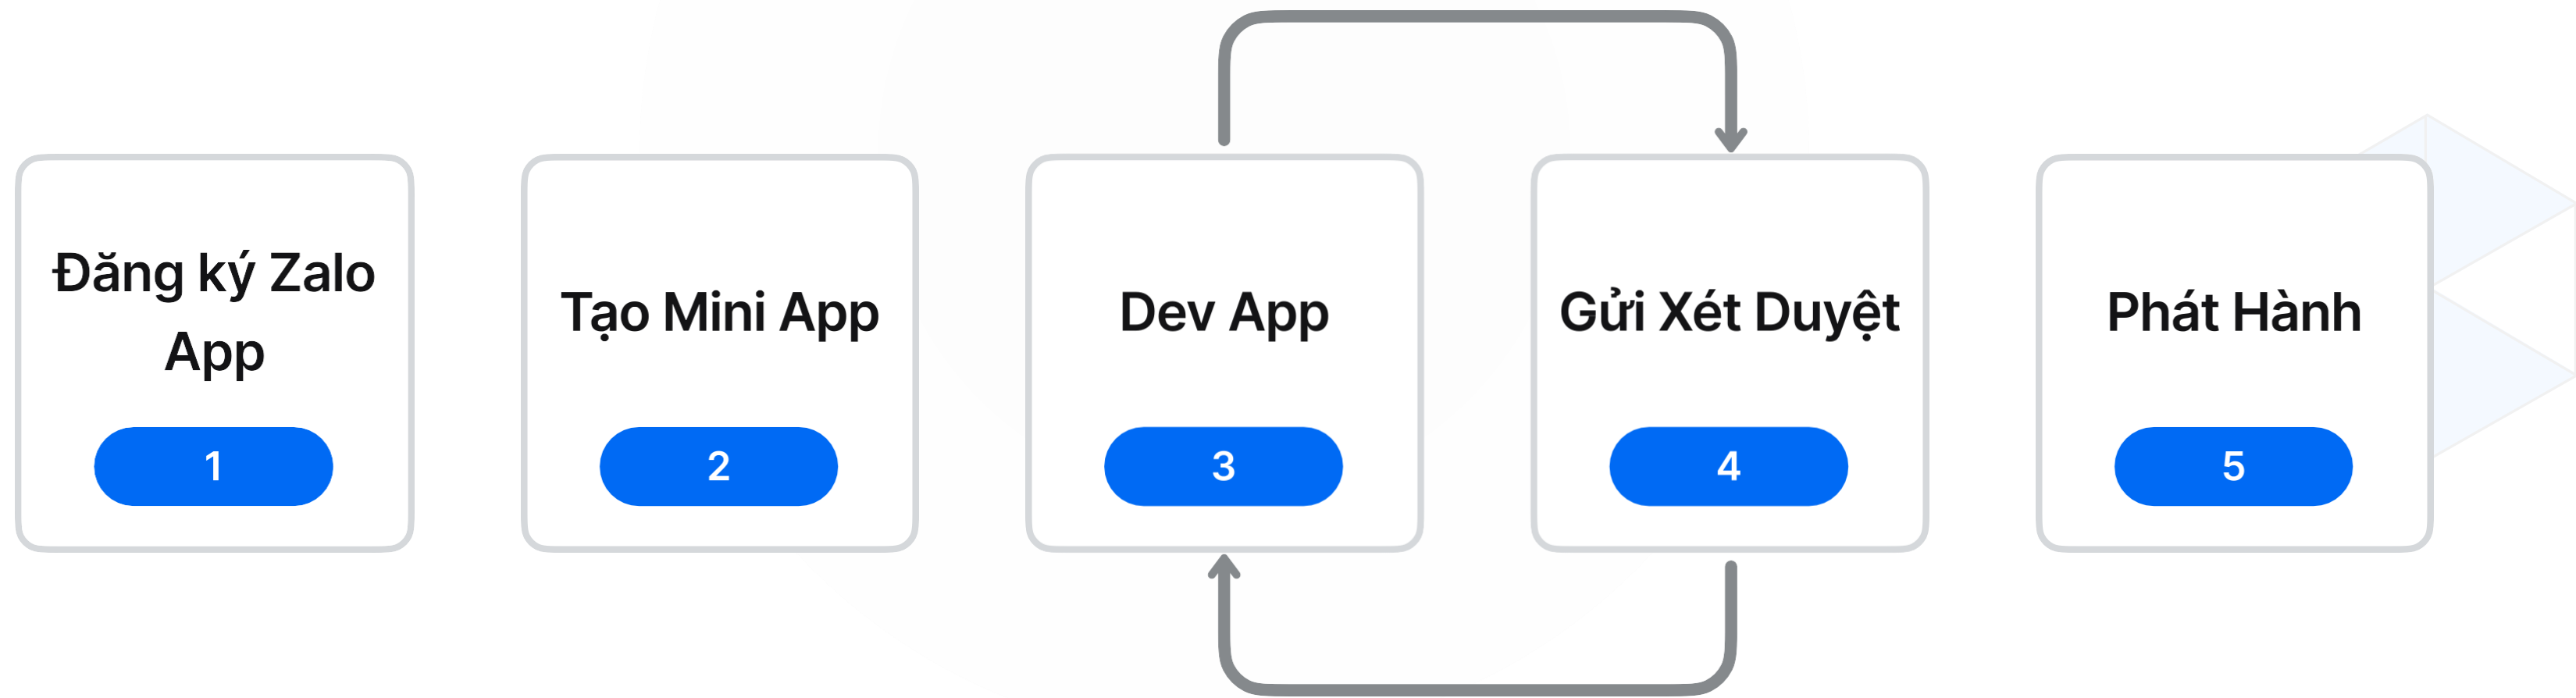 Đăng ký Zalo
App
1
Tạo Mini App
2
Dev App
3
Gửi Xét Duyệt
4
Phát Hành
5